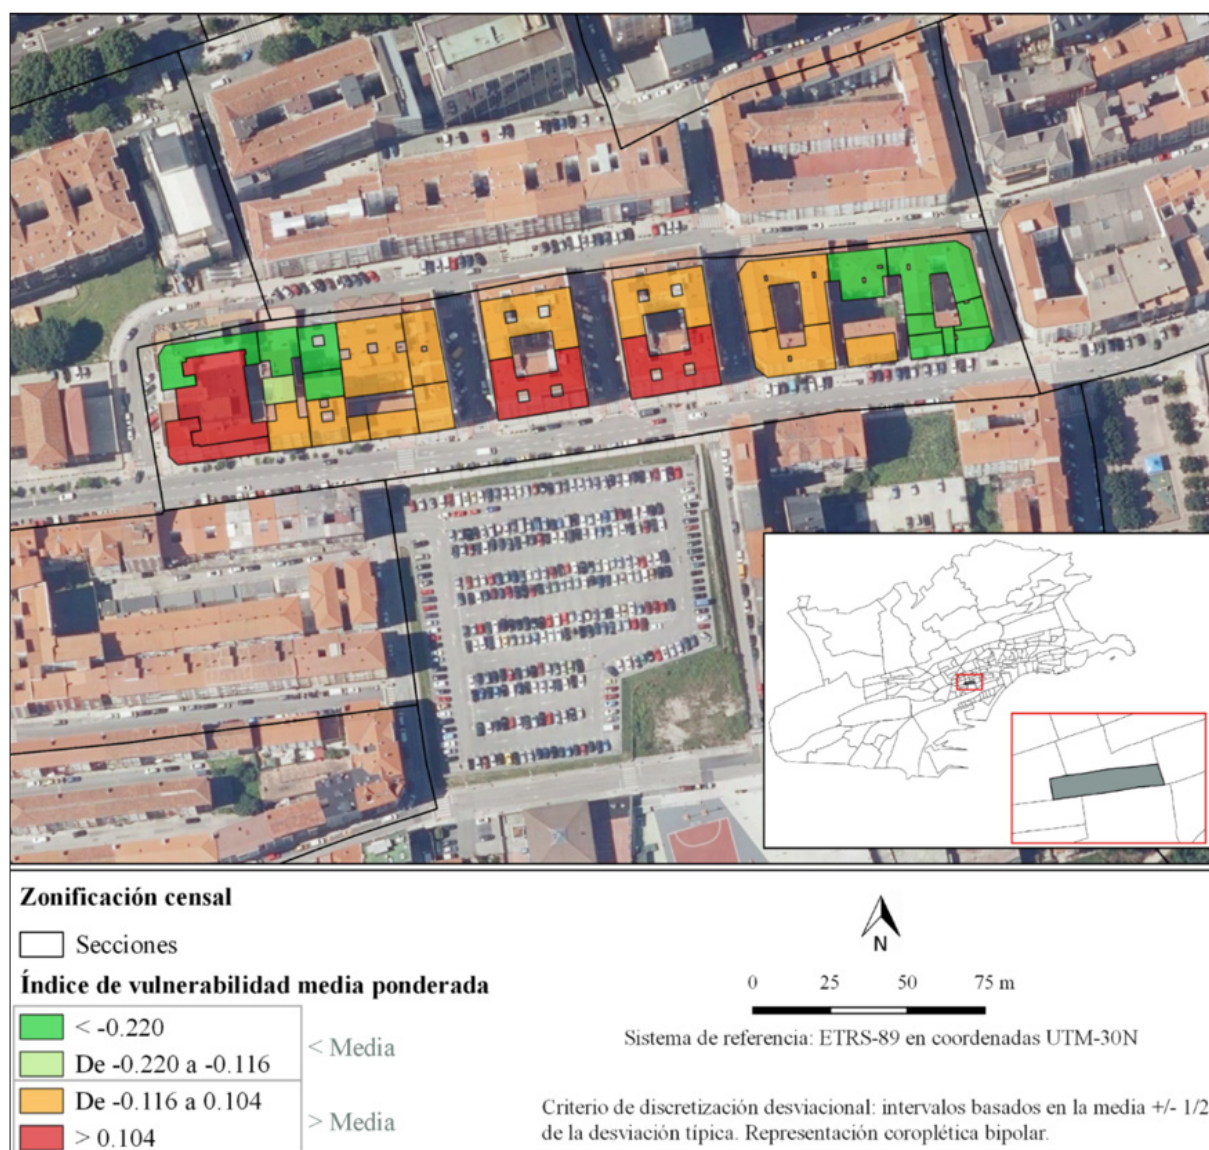 Zonificación censal
Secciones
Índice de vulnerabilidad media ponderada
< -0.220
De -0.220 a -0.116
< Media
De -0.116 a 0.104
> 0.104
> Media
N
0 25 50 75 m
Sistema de referencia: ETRS-89 en coordenadas UTM-30N
Criterio de discretización desviacional: intervalos basados en la media +/- 1/2
de la desviación típica. Representación coroplética bipolar.